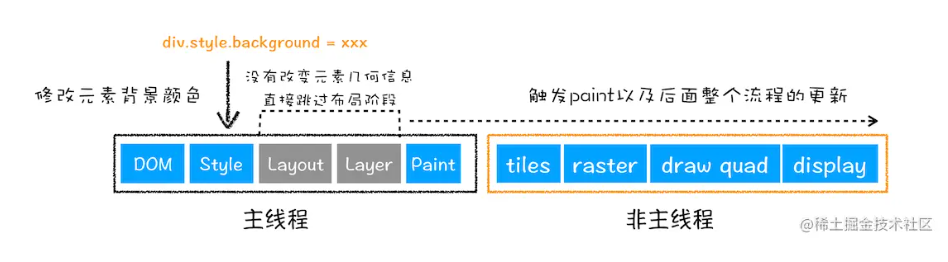 div.style.background = xxx
没有改变元素几何信息
直接跳过布局阶段
修改元素背景颜色
触发paint以及后面整个流程的更新
DOM Style Layout Layer Paint
tiles raster draw quad display
主线程
非主线程
@稀土掘金技术社区